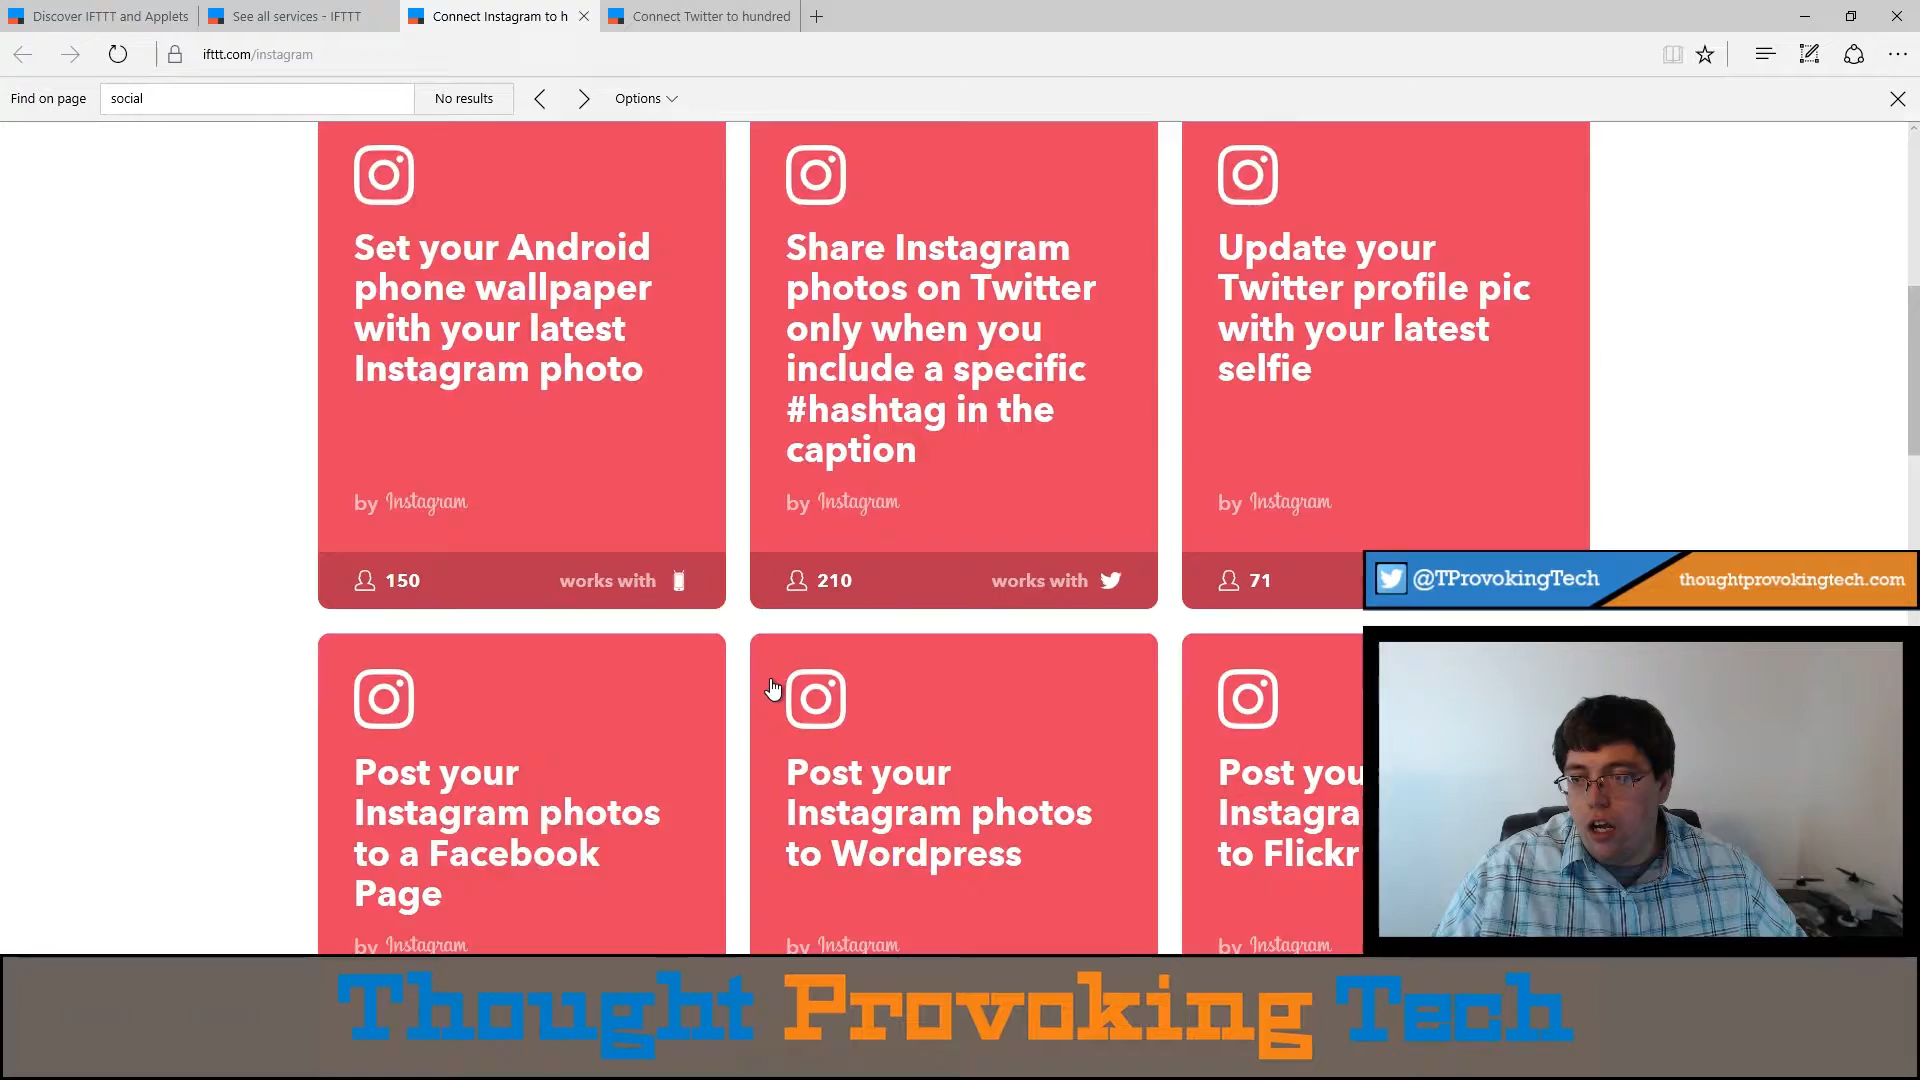 Discover IFTTT and Applets
See all services - IFTTT
Connect Instagram to h
Connect Twitter to hundred
ifttt.com/instagram
Find on page
social
No results
Options
Set your Android
phone wallpaper
with your latest
Instagram photo
by Instagram
150
works with
Share Instagram
photos on Twitter
only when you
include a specific
#hashtag in the
caption
by Instagram
210
works with
Update your
Twitter profile pic
with your latest
selfie
by Instagram
71
@TProvokingTech
thoughtprovokingtech.com
Post your
Instagram photos
to a Facebook
Page
by Instagram
Post your
Instagram photos
to Wordpress
by Instagram
Post you
Instagra
to Flickr
by Instagram
Thought Provoking Tech